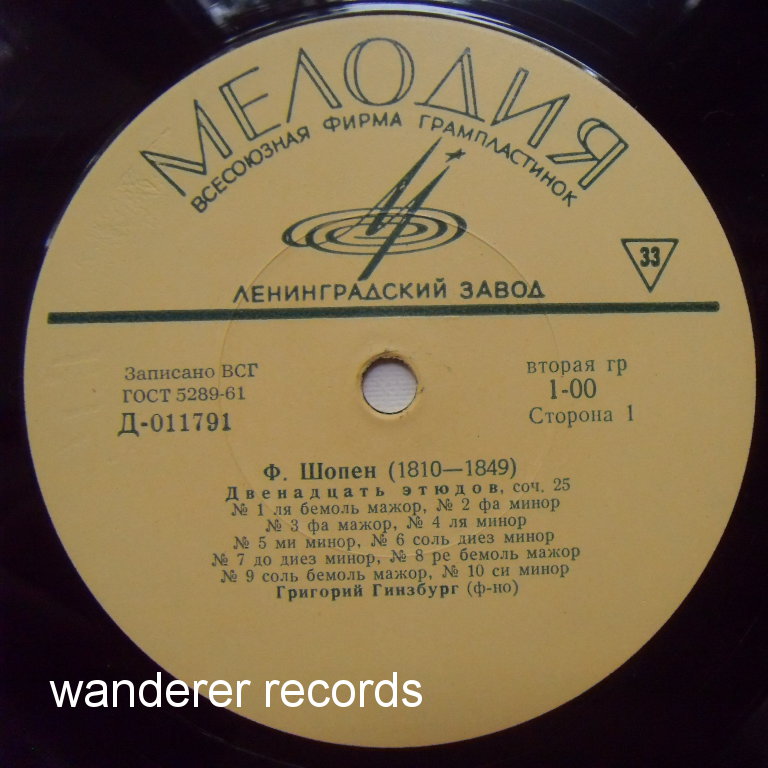 МЕЛОДИЯ
ВСЕСОЮЗНАЯ ФИРМА ГРАМПЛАСТИНОК
33
ЛЕНИНГРАДСКИЙ ЗАВОД
Записано ВСГ
ГОСТ 5289-61
Д-011791
вторая гр
1-00
Сторона 1
Ф. Шопен (1810—1849)
Двенадцать этюдов, соч. 25
№ 1 ля бемоль мажор, № 2 фа минор
№ 3 фа мажор, № 4 ля минор
№ 5 ми минор, № 6 соль диез минор
№ 7 до диез минор, № 8 ре бемоль мажор
№ 9 соль бемоль мажор, № 10 си минор
Григорий Гинзбург (ф-но)
wanderer records